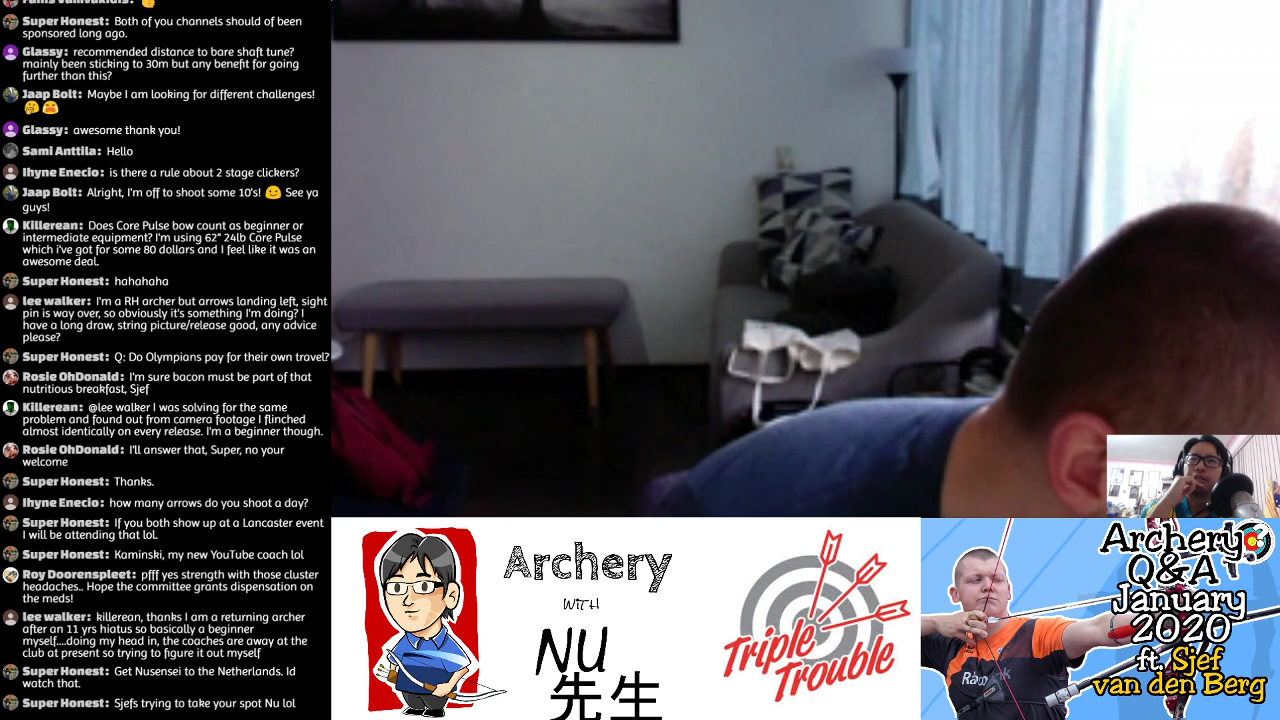 Super Honest: Both of you channels should of been
sponsored long ago.
Glassy: recommended distance to bare shaft tune?
mainly been sticking to 30m but any benefit for going
further than this?
Jaap Bolt: Maybe I am looking for different challenges!
🤔 😫
Glassy: awesome thank you!
Sami Anttila: Hello
Ihyne Enecio: is there a rule about 2 stage clickers?
Jaap Bolt: Alright, I'm off to shoot some 10's! 🙂 See ya
guys!
Killerean: Does Core Pulse bow count as beginner or
intermediate equipment? I'm using 62" 24lb Core Pulse
which i've got for some 80 dollars and I feel like it was an
awesome deal.
Super Honest: hahahaha
lee walker: I'm a RH archer but arrows landing left, sight
pin is way over, so obviously it's something I'm doing? I
have a long draw, string picture/release good, any advice
please?
Super Honest: Q: Do Olympians pay for their own travel?
Rosie OhDonald: I'm sure bacon must be part of that
nutritious breakfast, Sjef
Killerean: @lee walker I was solving for the same
problem and found out from camera footage I flinched
almost identically on every release. I'm a beginner though.
Rosie OhDonald: I'll answer that, Super, no your
welcome
Super Honest: Thanks.
Ihyne Enecio: how many arrows do you shoot a day?
Super Honest: If you both show up at a Lancaster event
I will be attending that lol.
Super Honest: Kaminski, my new YouTube coach lol
Roy Doorenspleet: pfff yes strength with those cluster
headaches.. Hope the committee grants dispensation on
the meds!
lee walker: killerean, thanks I am a returning archer
after an 11 yrs hiatus so basically a beginner
myself....doing my head in, the coaches are away at the
club at present so trying to figure it out myself
Super Honest: Get Nusensei to the Netherlands. Id
watch that.
Super Honest: Sjefs trying to take your spot Nu lol
Archery
WITH
NU
先生
Triple
Trouble
Archery
Q&A
January
2020
ft. Sjef
van den Berg